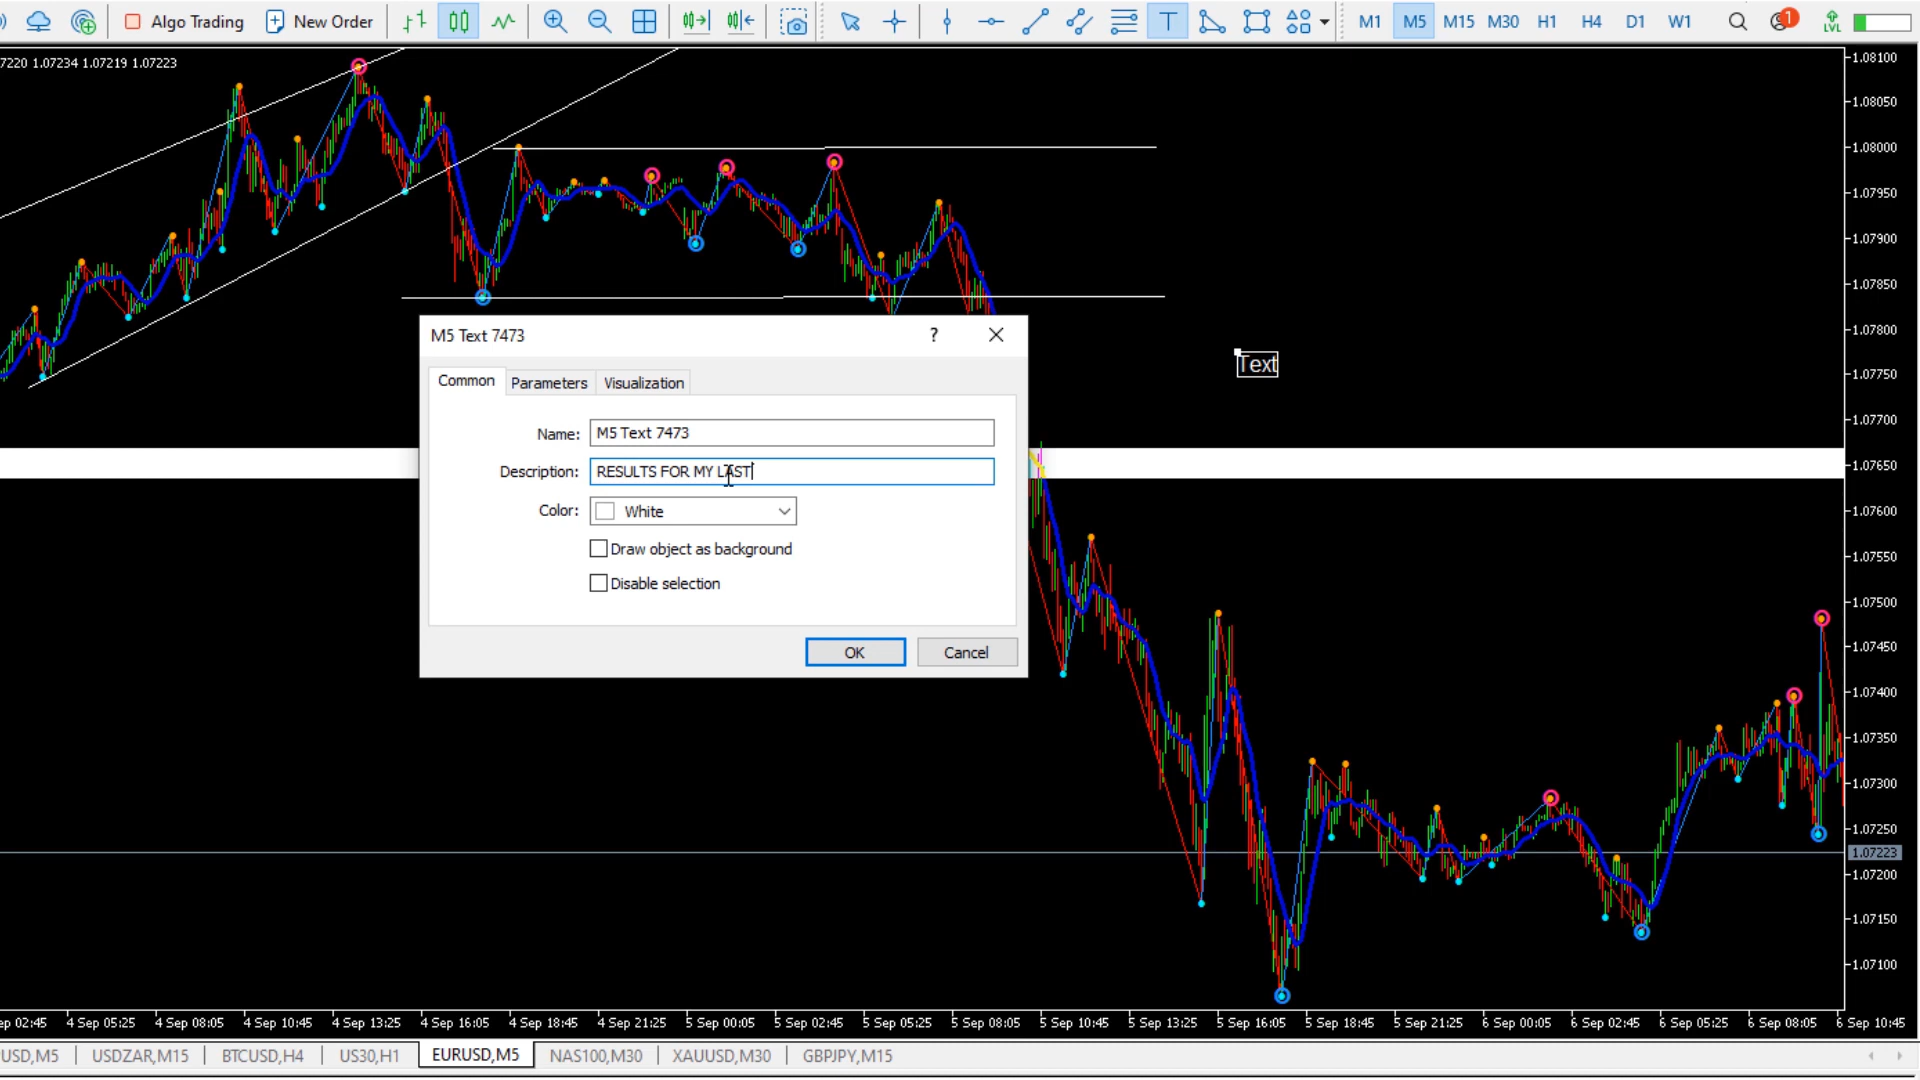 Algo Trading New Order M1 M5 M15 M30 H1 H4 D1 W1 1 LVL
7220 1.07234 1.07219 1.07223
1.08100
1.08050
1.08000
1.07950
1.07900
1.07850
1.07800
1.07750
1.07700
1.07650
1.07600
1.07550
1.07500
1.07450
1.07400
1.07350
1.07300
1.07250
1.07223
1.07200
1.07150
1.07100
Text
M5 Text 7473 ?
Common Parameters Visualization
Name: M5 Text 7473
Description: RESULTS FOR MY LAST
Color: White
Draw object as background
Disable selection
OK Cancel
ep 02:45 4 Sep 05:25 4 Sep 08:05 4 Sep 10:45 4 Sep 13:25 4 Sep 16:05 4 Sep 18:45 4 Sep 21:25 5 Sep 00:05 5 Sep 02:45 5 Sep 05:25 5 Sep 08:05 5 Sep 10:45 5 Sep 13:25 5 Sep 16:05 5 Sep 18:45 5 Sep 21:25 6 Sep 00:05 6 Sep 02:45 6 Sep 05:25 6 Sep 08:05 6 Sep 10:45
USD,M5 USDZAR,M15 BTCUSD,H4 US30,H1 EURUSD,M5 NAS100,M30 XAUUSD,M30 GBPJPY,M15